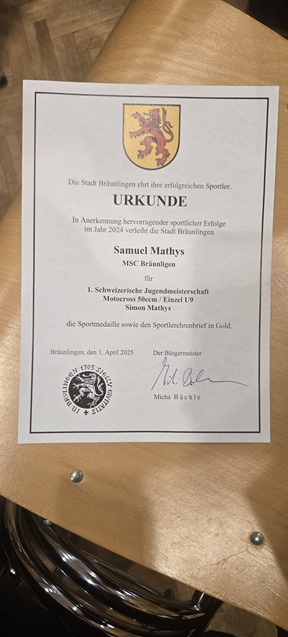 Die Stadt Bräunlingen ehrt ihre erfolgreichen Sportler.
URKUNDE
In Anerkennung hervorragender sportlicher Erfolge
im Jahr 2024 verleiht die Stadt Bräunlingen
Samuel Mathys
MSC Bräunligen
für
1. Schweizerische Jugendmeisterschaft
Motocross 50ccm / Einzel U9
Simon Mathys
die Sportmedaille sowie den Sportlerehrenbrief in Gold.
Bräunlingen, den 1. April 2025
Der Bürgermeister
Micha Bächle